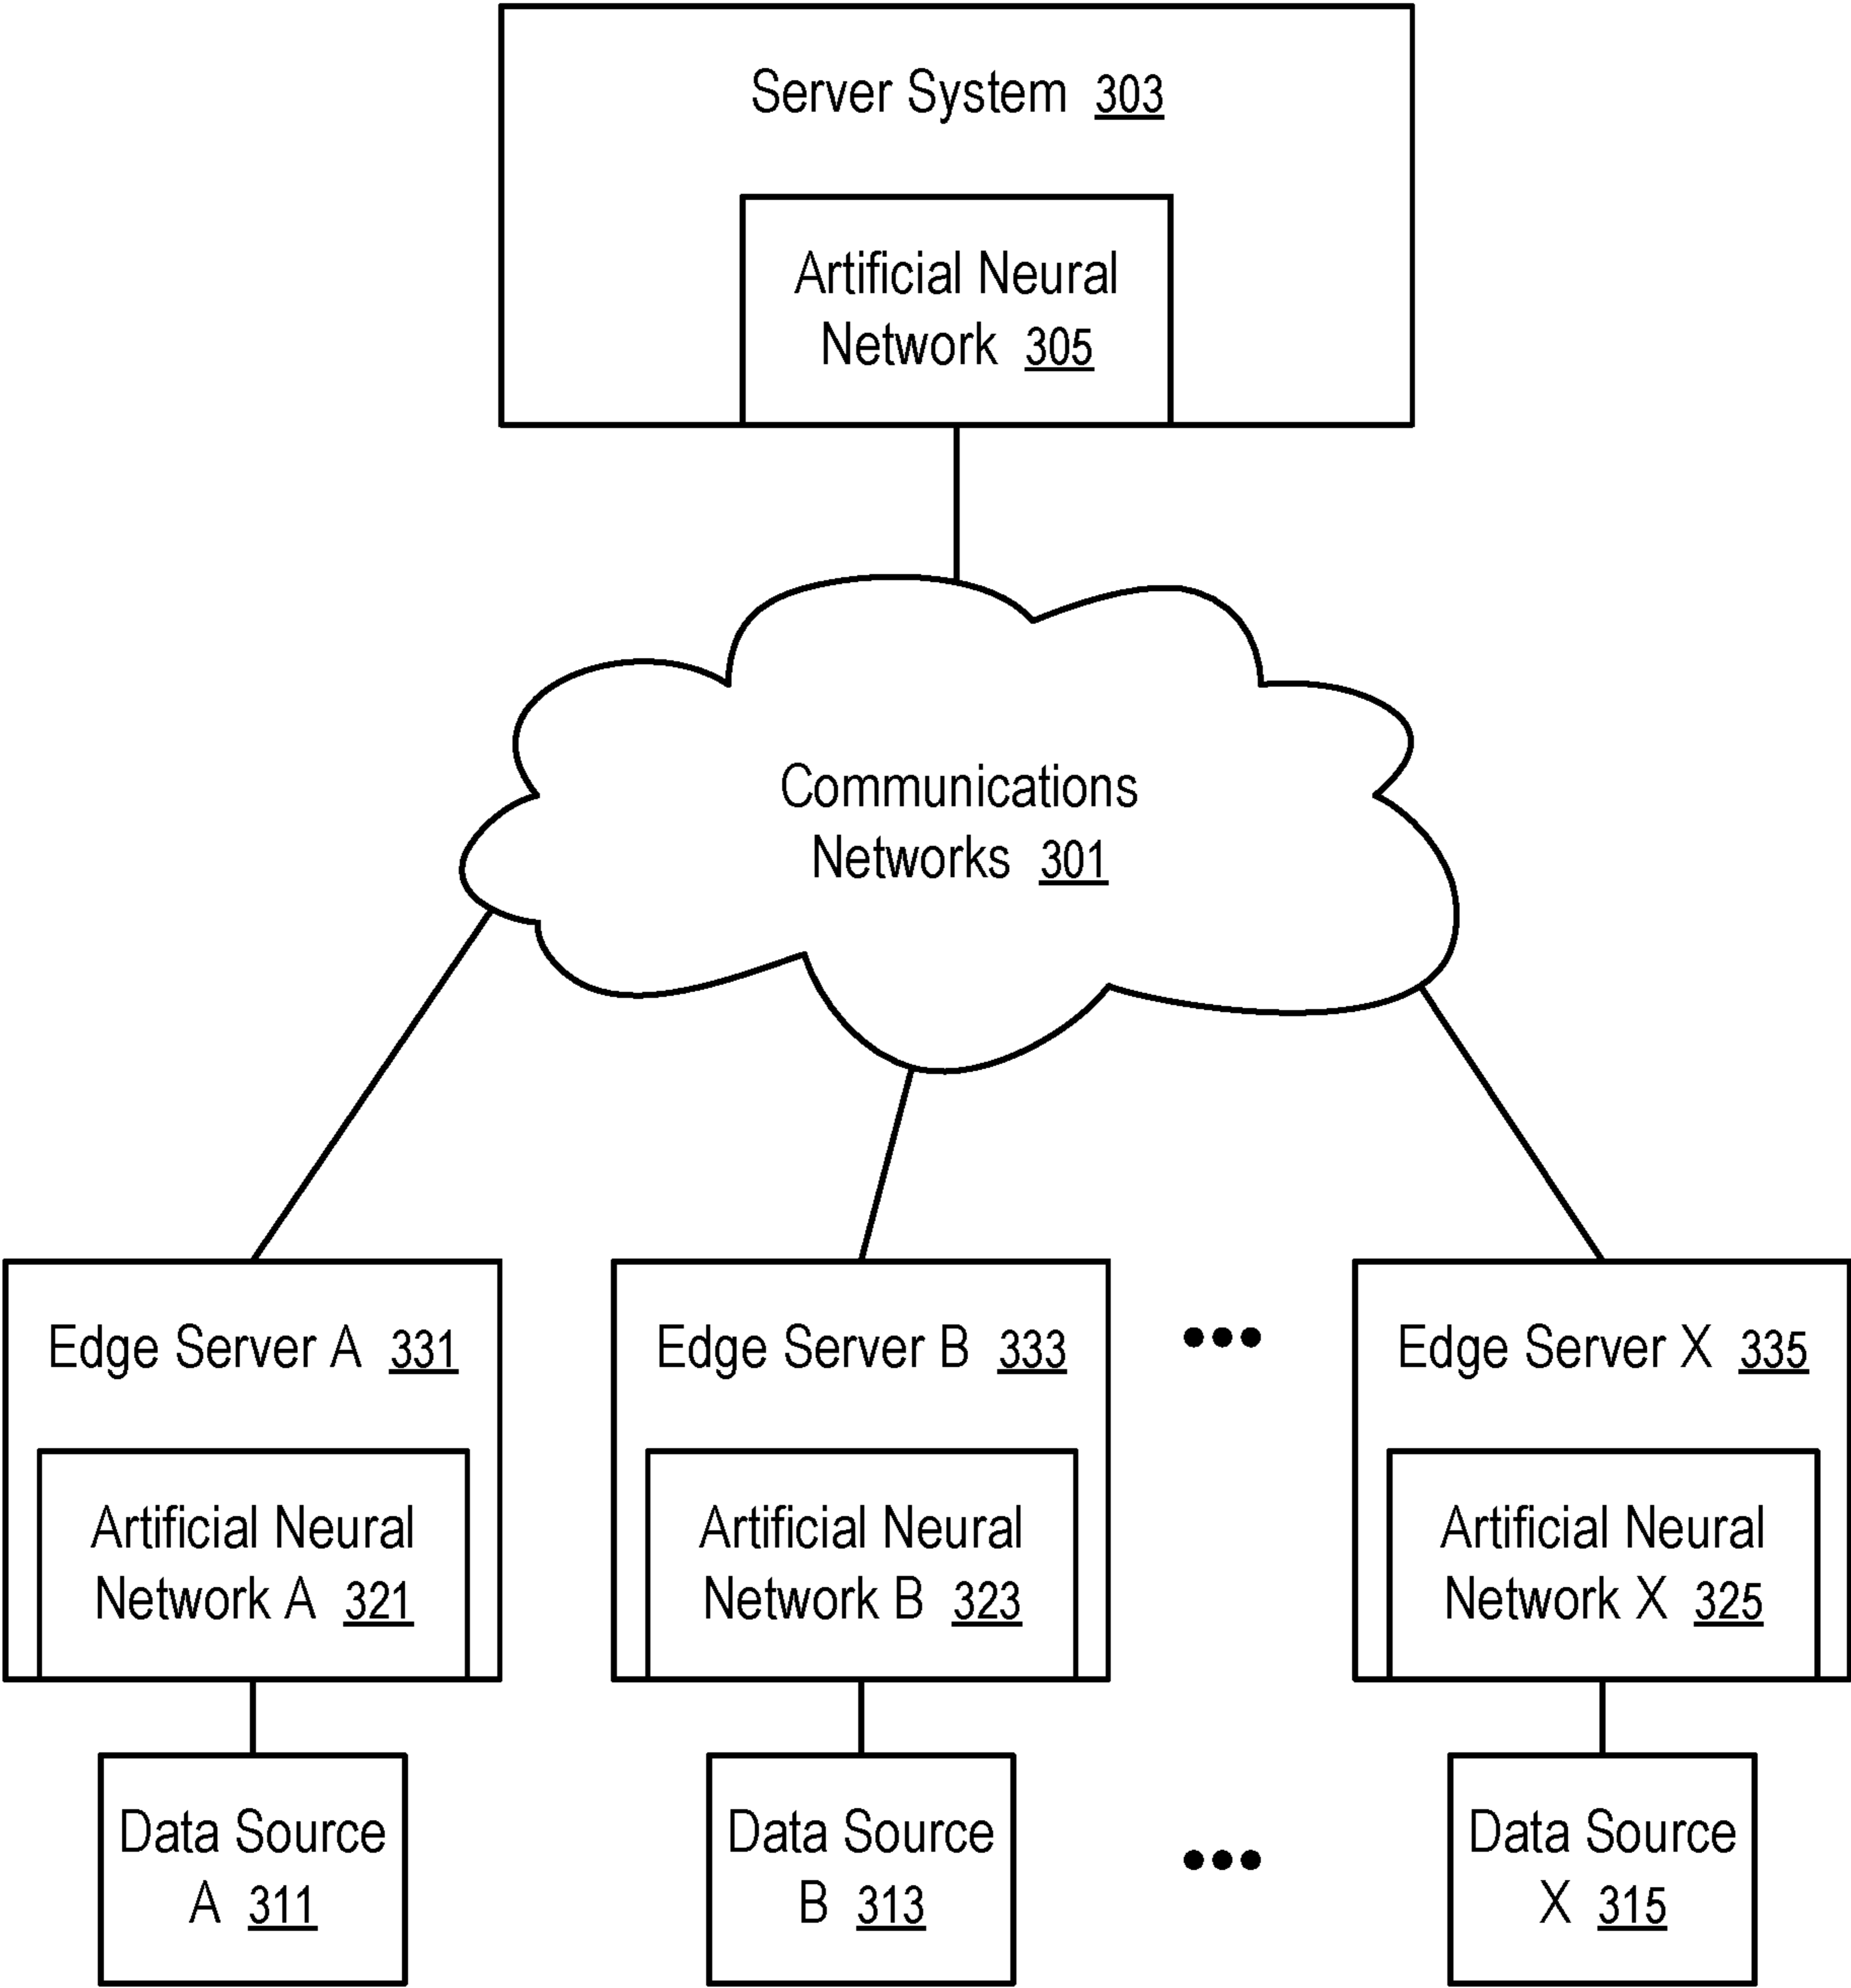 Server System 303
Artificial Neural
Network 305
Communications
Networks 301
Edge Server A 331
Artificial Neural
Network A 321
Edge Server B 333
Artificial Neural
Network B 323
Edge Server X 335
Artificial Neural
Network X 325
Data Source
A 311
Data Source
B 313
Data Source
X 315